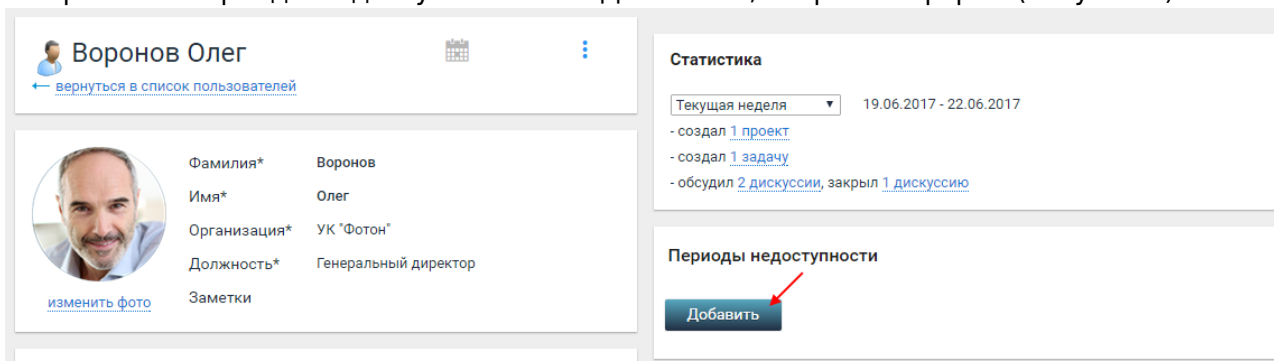 Воронов Олег
← вернуться в список пользователей
Фамилия* Воронов
Имя* Олег
Организация* УК "Фотон"
Должность* Генеральный директор
Заметки
изменить фото
Статистика
Текущая неделя ▼ 19.06.2017 - 22.06.2017
- создал 1 проект
- создал 1 задачу
- обсудил 2 дискуссии, закрыл 1 дискуссию
Периоды недоступности
Добавить